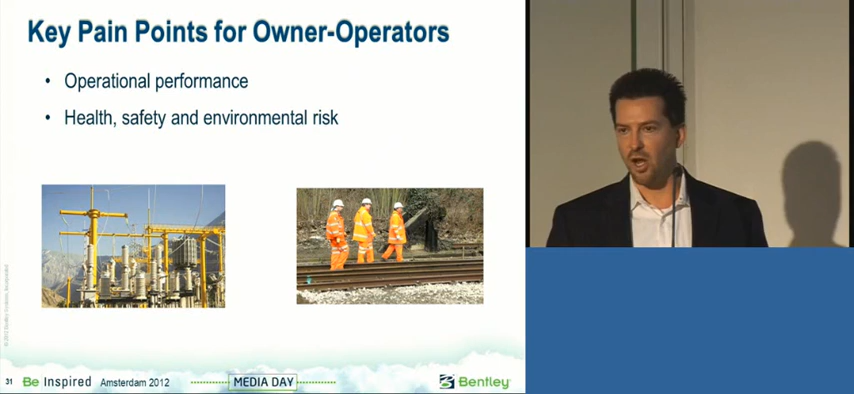 Key Pain Points for Owner-Operators
• Operational performance
• Health, safety and environmental risk
31 Be Inspired Amsterdam 2012 MEDIA DAY Bentley